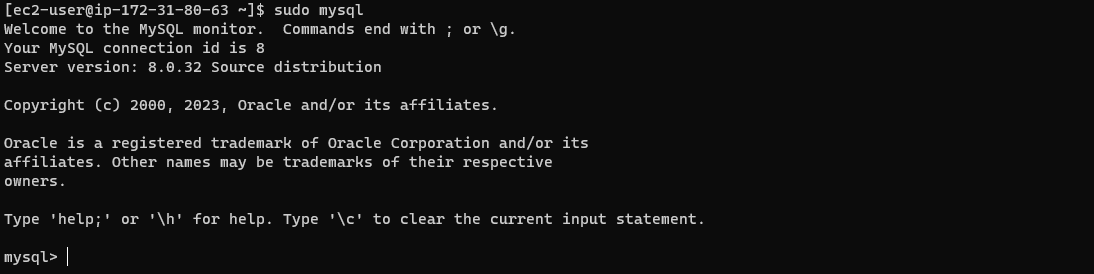 [ec2-user@ip-172-31-80-63 ~]$ sudo mysql
Welcome to the MySQL monitor.  Commands end with ; or \g.
Your MySQL connection id is 8
Server version: 8.0.32 Source distribution

Copyright (c) 2000, 2023, Oracle and/or its affiliates.

Oracle is a registered trademark of Oracle Corporation and/or its
affiliates. Other names may be trademarks of their respective
owners.

Type 'help;' or '\h' for help. Type '\c' to clear the current input statement.

mysql>